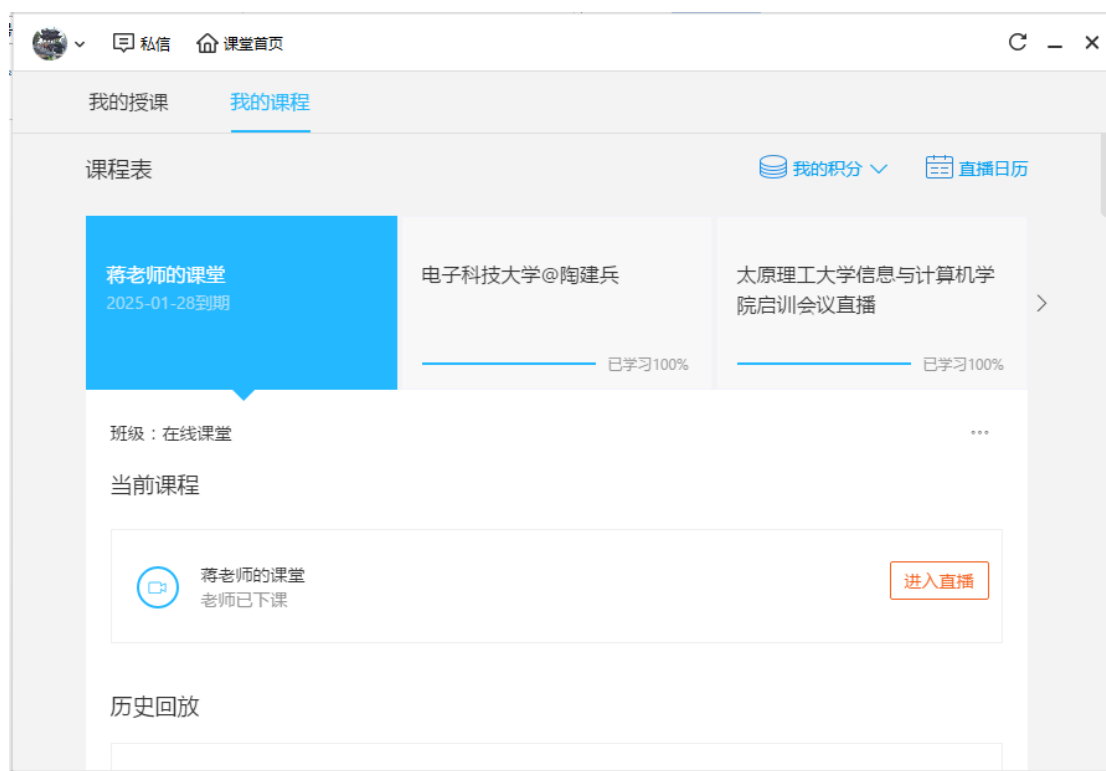 私信
课堂首页
我的授课
我的课程
课程表
我的积分
直播日历
蒋老师的课堂
2025-01-28到期
电子科技大学@陶建兵
已学习100%
太原理工大学信息与计算机学
院启训会议直播
已学习100%
班级：在线课堂
当前课程
蒋老师的课堂
老师已下课
进入直播
历史回放